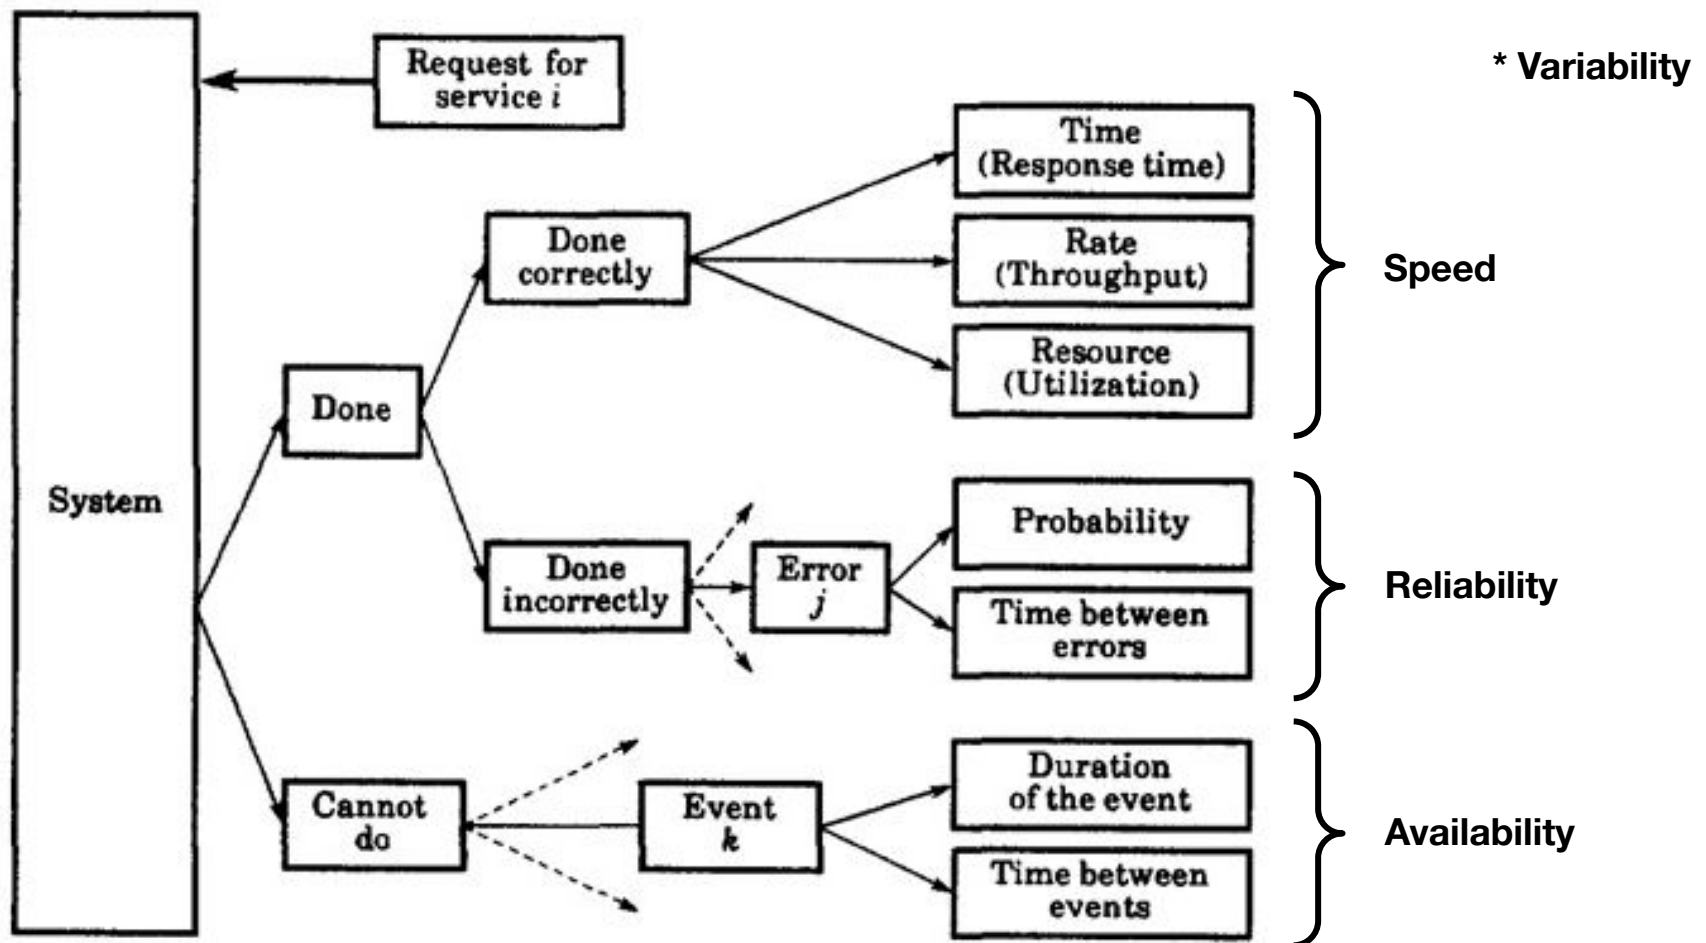 Request for
service i
* Variability
Time
(Response time)
Done
correctly
Rate
(Throughput)
Speed
Resource
(Utilization)
Done
System
Probability
Done
incorrectly
Error
j
Reliability
Time between
errors
Duration
of the event
Cannot
do
Event
k
Availability
Time between
events